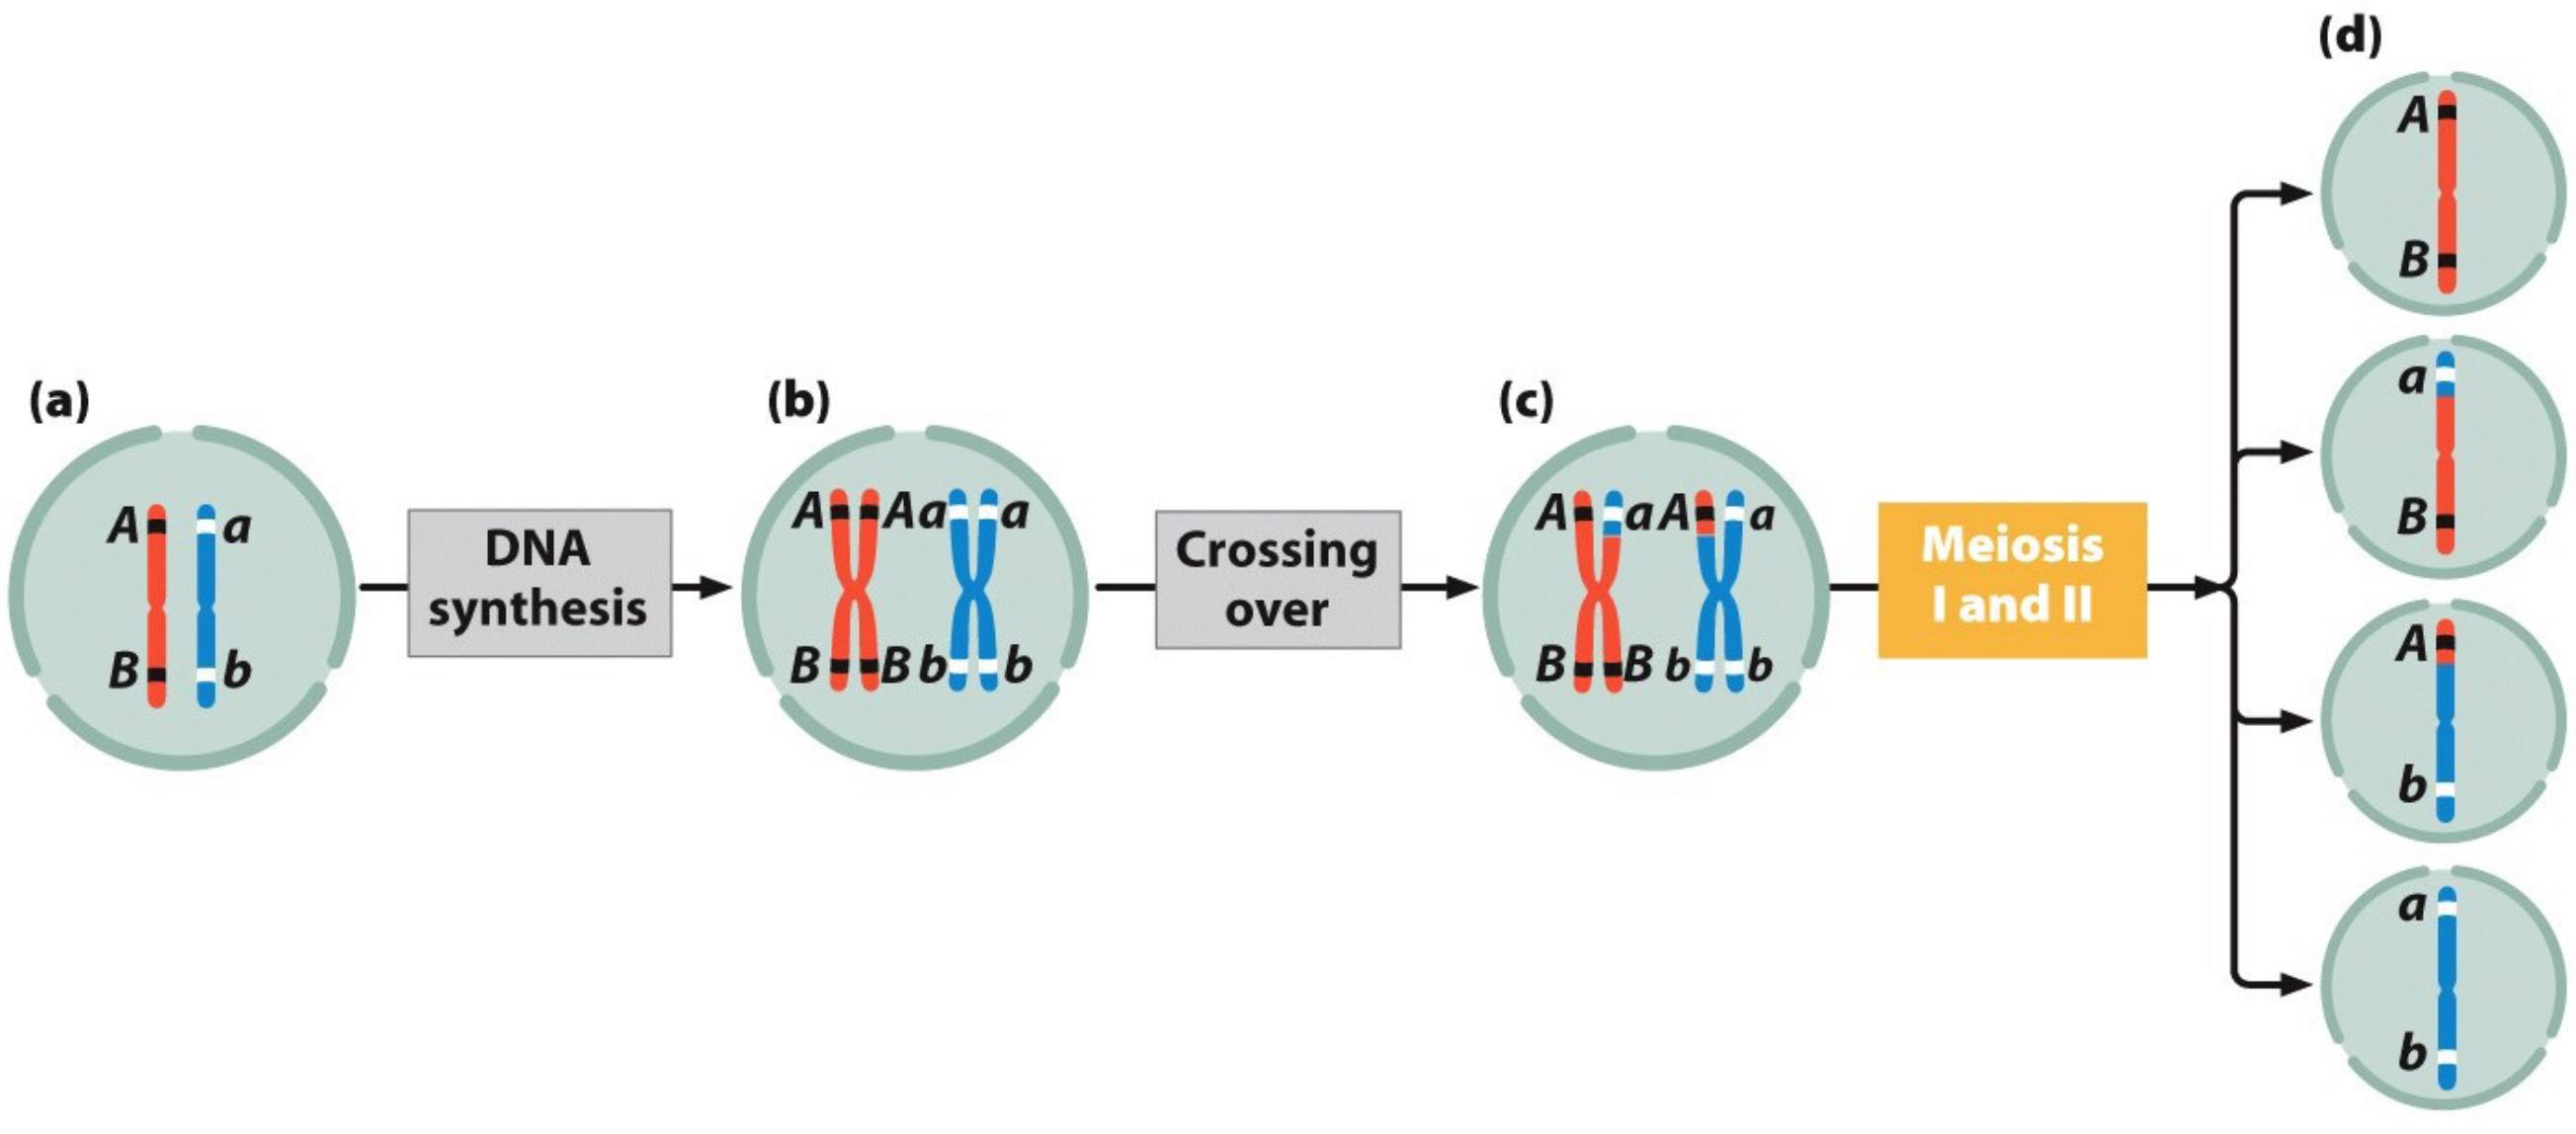 (a)
A a
B b
DNA
synthesis
(b)
A A a a
B B b b
Crossing
over
(c)
A a A a
B B b b
Meiosis
I and II
(d)
A
B
a
B
A
b
a
b